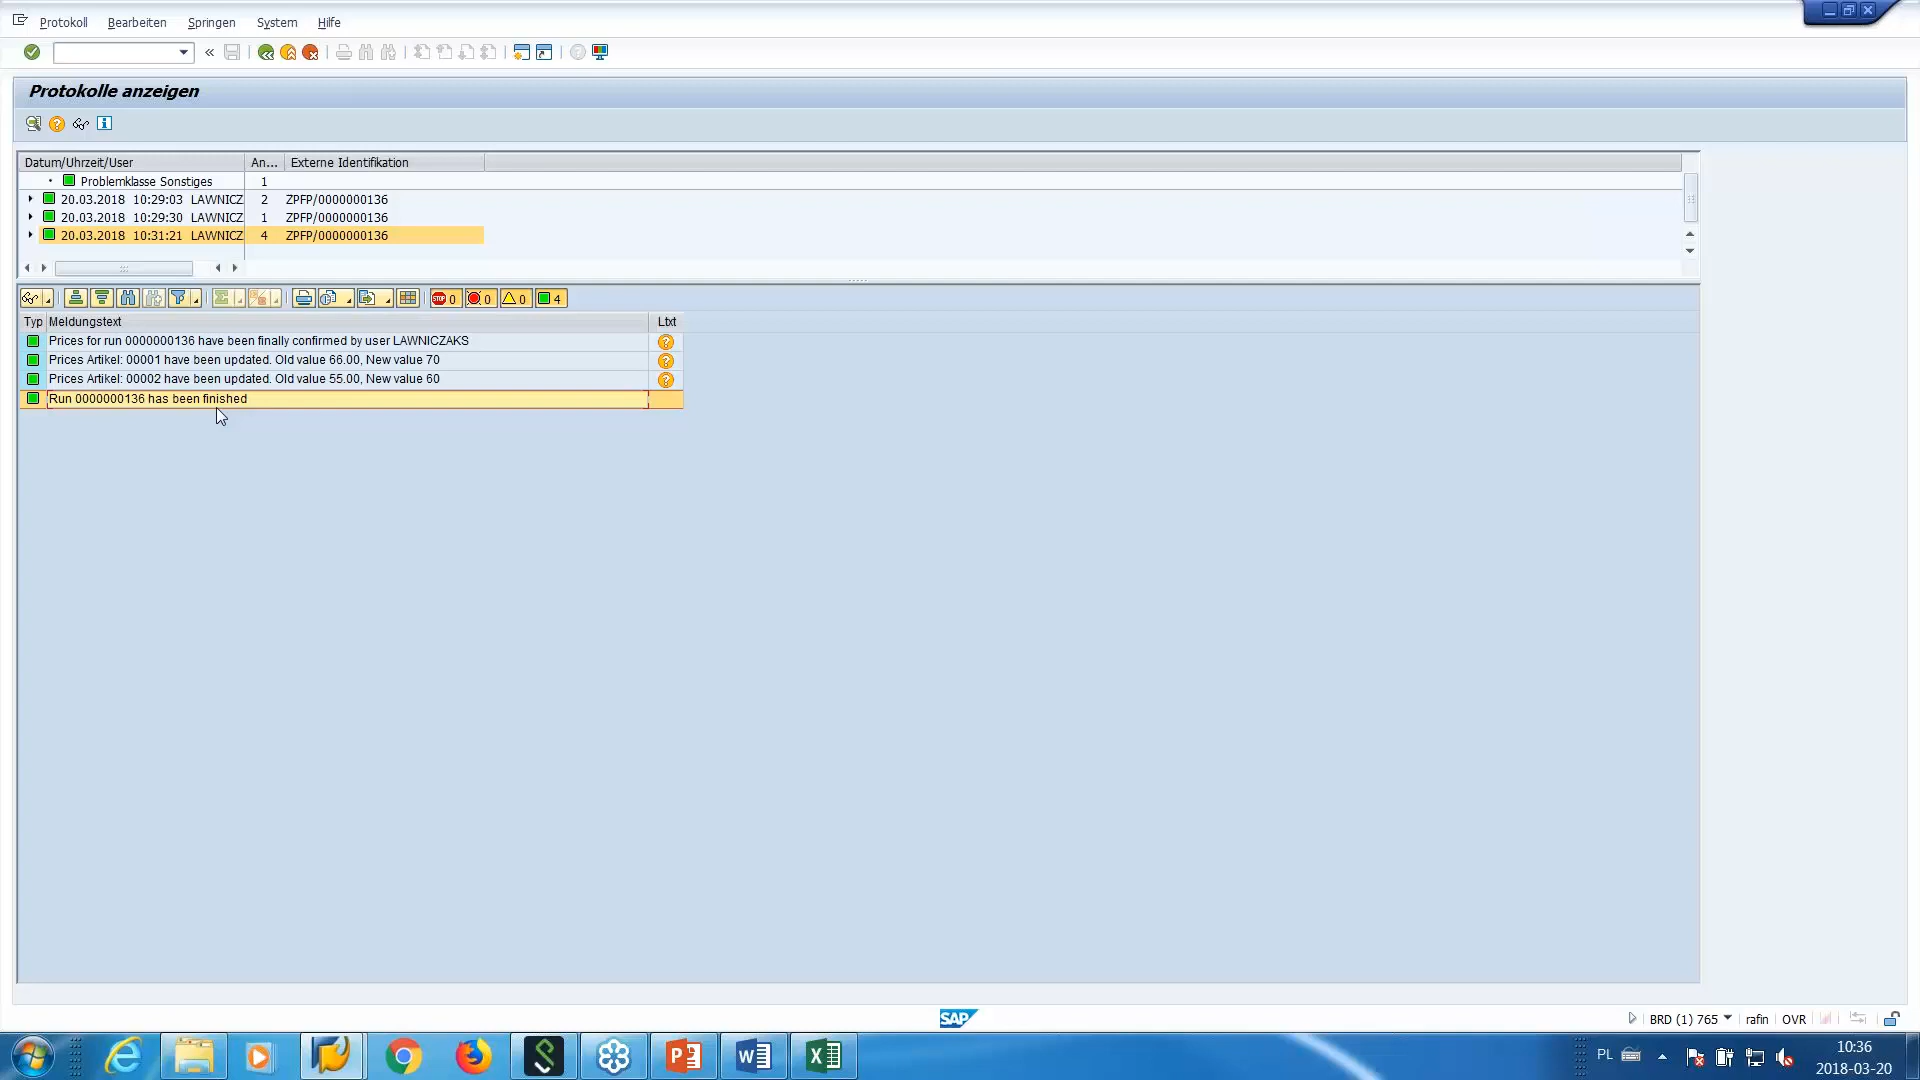 Protokoll Bearbeiten Springen System Hilfe
Protokolle anzeigen
Datum/Uhrzeit/User An... Externe Identifikation
Problemklasse Sonstiges 1
20.03.2018 10:29:03 LAWNICZ 2 ZPFP/0000000136
20.03.2018 10:29:30 LAWNICZ 1 ZPFP/0000000136
20.03.2018 10:31:21 LAWNICZ 4 ZPFP/0000000136
STOP 0 0 0 4
Typ Meldungstext Ltxt
Prices for run 0000000136 have been finally confirmed by user LAWNICZAKS
Prices Artikel: 00001 have been updated. Old value 66.00, New value 70
Prices Artikel: 00002 have been updated. Old value 55.00, New value 60
Run 0000000136 has been finished
SAP
BRD (1) 765 rafin OVR
PL
10:36
2018-03-20